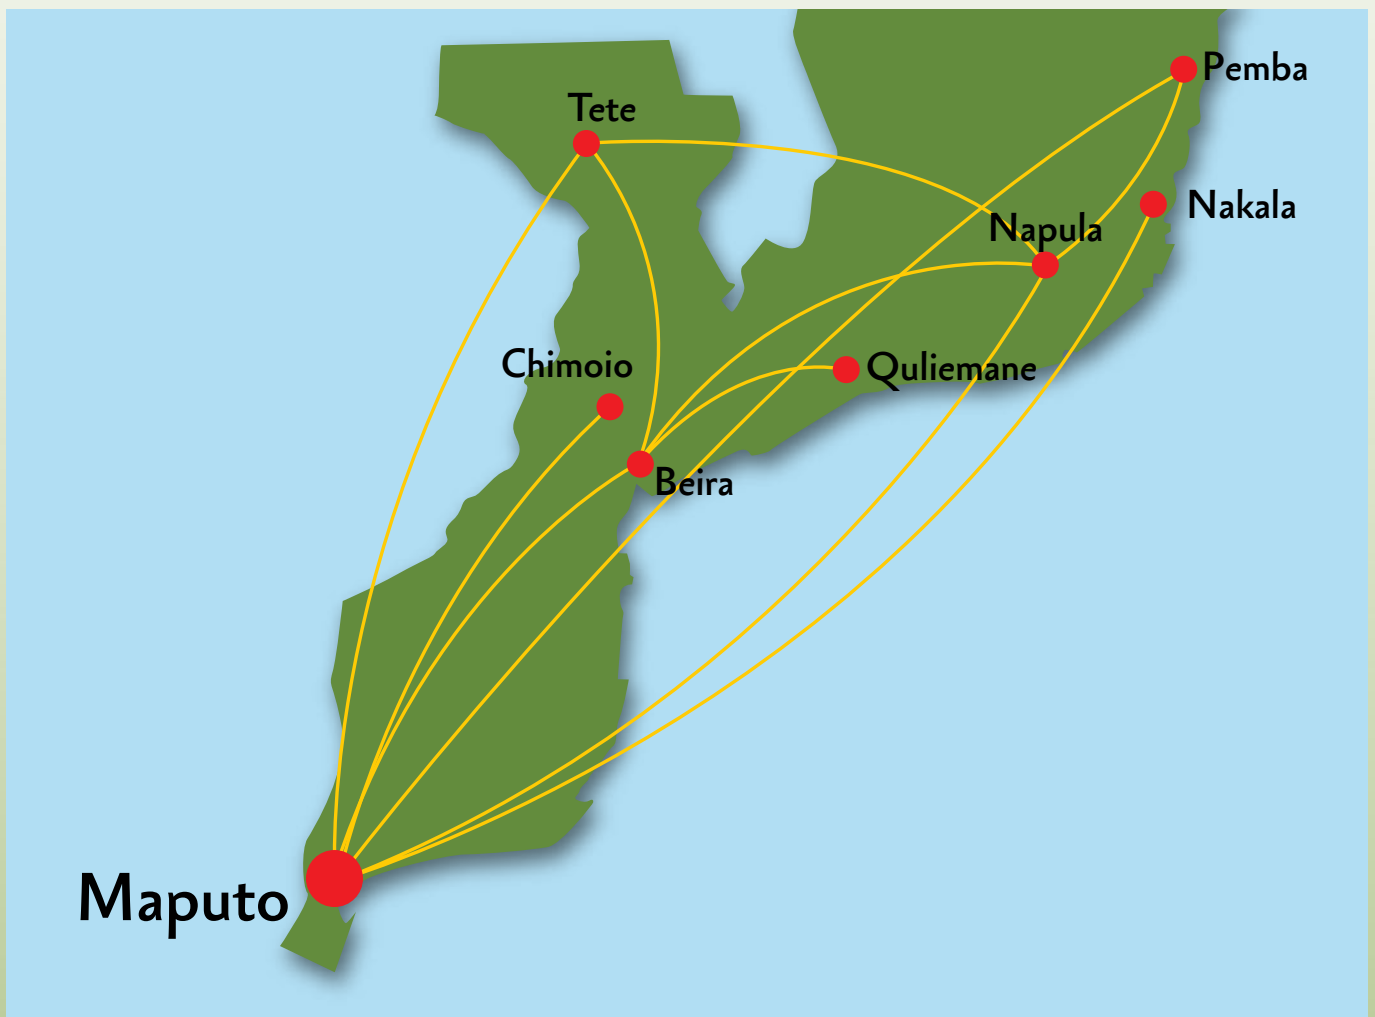 Pemba
Tete
Nakala
Napula
Chimoio
Quliemane
Beira
Maputo